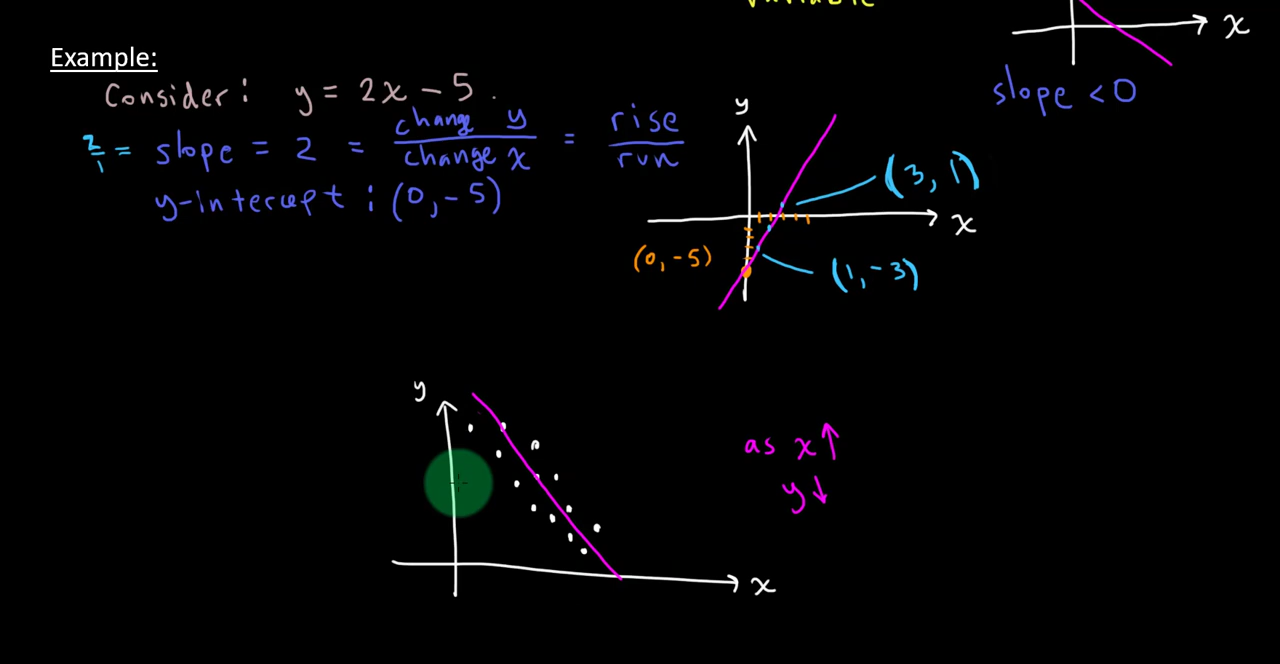 variable
x
slope < 0
Example:
Consider: y = 2x - 5.
2/1 = slope = 2 = change y / change x = rise / run
y-intercept : (0, -5)
y
(3, 1)
x
(0, -5)
(1, -3)
y
as x ↑
y ↓
x